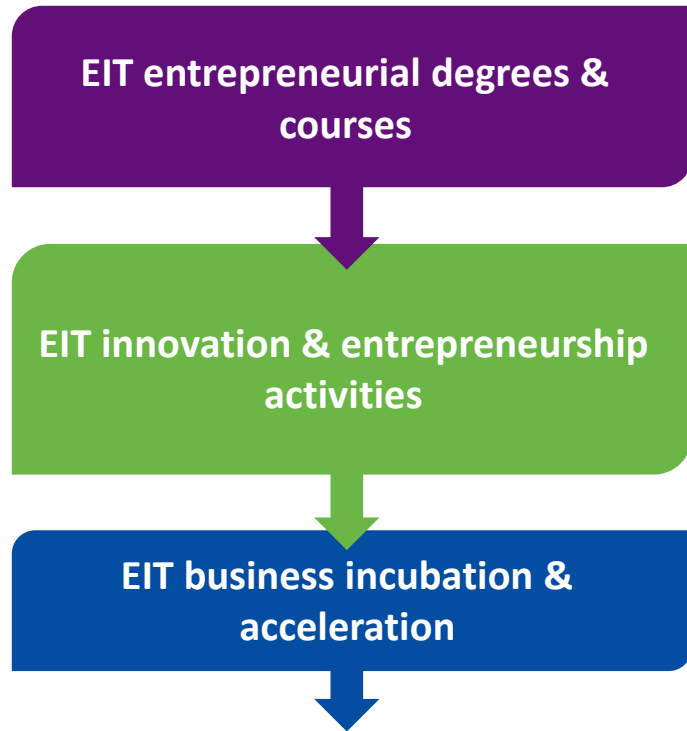 EIT entrepreneurial degrees &
courses
EIT innovation & entrepreneurship
activities
EIT business incubation &
acceleration